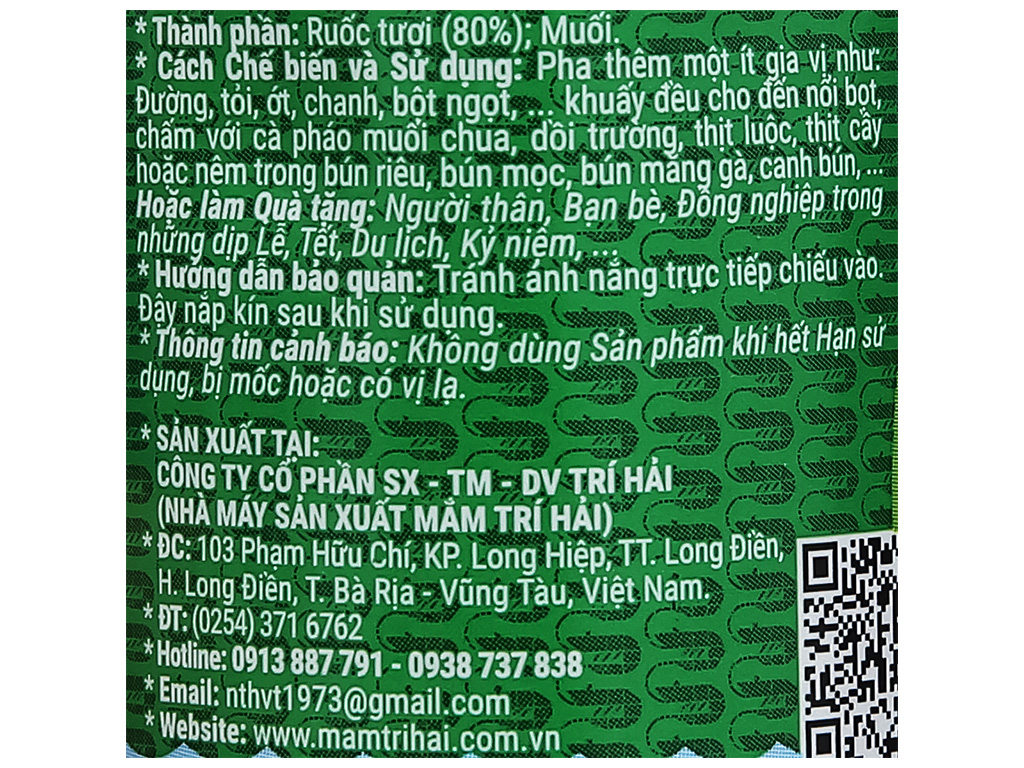 * Thành phần: Ruốc tươi (80%); Muối.
* Cách Chế biến và Sử dụng: Pha thêm một ít gia vị như:
Đường, tỏi, ớt, chanh, bột ngọt, ... khuấy đều cho đến nổi bọt,
chấm với cà pháo muối chua, dồi trường, thịt luộc, thịt cầy
hoặc nêm trong bún riêu, bún mọc, bún măng gà, canh bún, ...
Hoặc làm Quà tặng: Người thân, Bạn bè, Đồng nghiệp trong
những dịp Lễ, Tết, Du lịch, Kỷ niệm, ...
* Hướng dẫn bảo quản: Tránh ánh nắng trực tiếp chiếu vào.
Đậy nắp kín sau khi sử dụng.
* Thông tin cảnh báo: Không dùng Sản phẩm khi hết Hạn sử
dụng, bị mốc hoặc có vị lạ.
* SẢN XUẤT TẠI:
CÔNG TY CỔ PHẦN SX - TM - DV TRÍ HẢI
(NHÀ MÁY SẢN XUẤT MẮM TRÍ HẢI)
* ĐC: 103 Phạm Hữu Chí, KP. Long Hiệp, TT. Long Điền,
H. Long Điền, T. Bà Rịa - Vũng Tàu, Việt Nam.
* ĐT: (0254) 371 6762
* Hotline: 0913 887 791 - 0938 737 838
* Email: nthvt1973@gmail.com
* Website: www.mamtrihai.com.vn